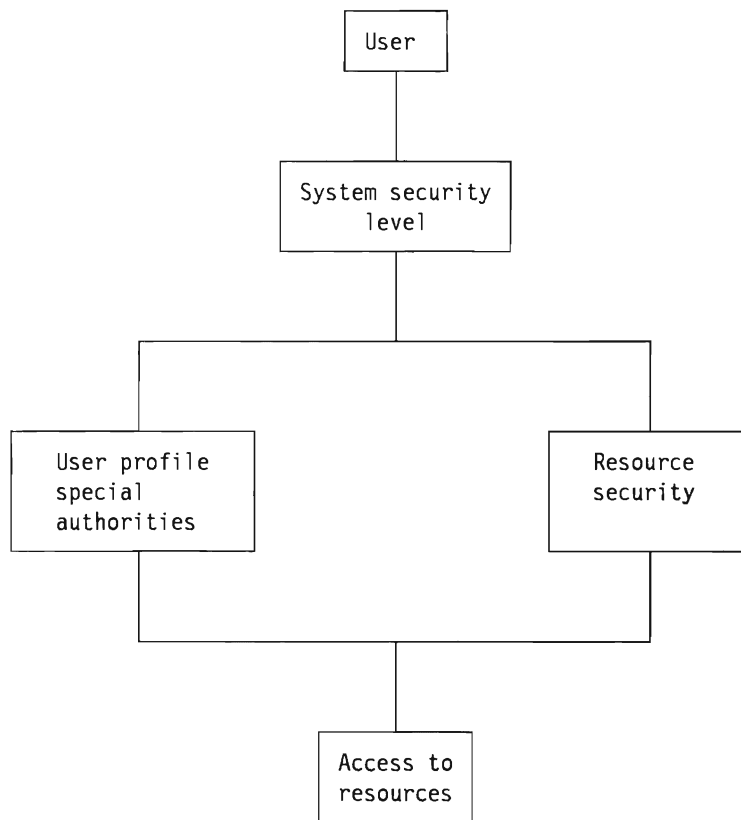 User
System security
level
User profile
special
authorities
Resource
security
Access to
resources